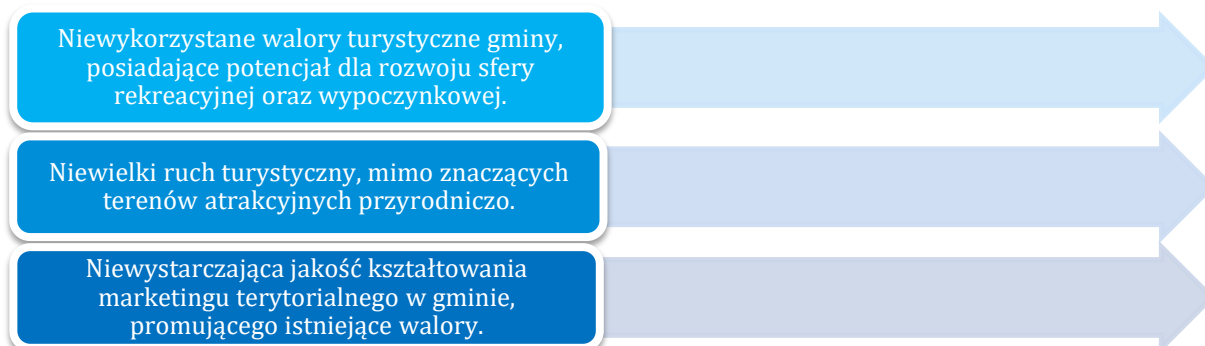 Niewykorzystane walory turystyczne gminy,
posiadające potencjał dla rozwoju sfery
rekreacyjnej oraz wypoczynkowej.
Niewielki ruch turystyczny, mimo znaczących
terenów atrakcyjnych przyrodniczo.
Niewystarczająca jakość kształtowania
marketingu terytorialnego w gminie,
promującego istniejące walory.